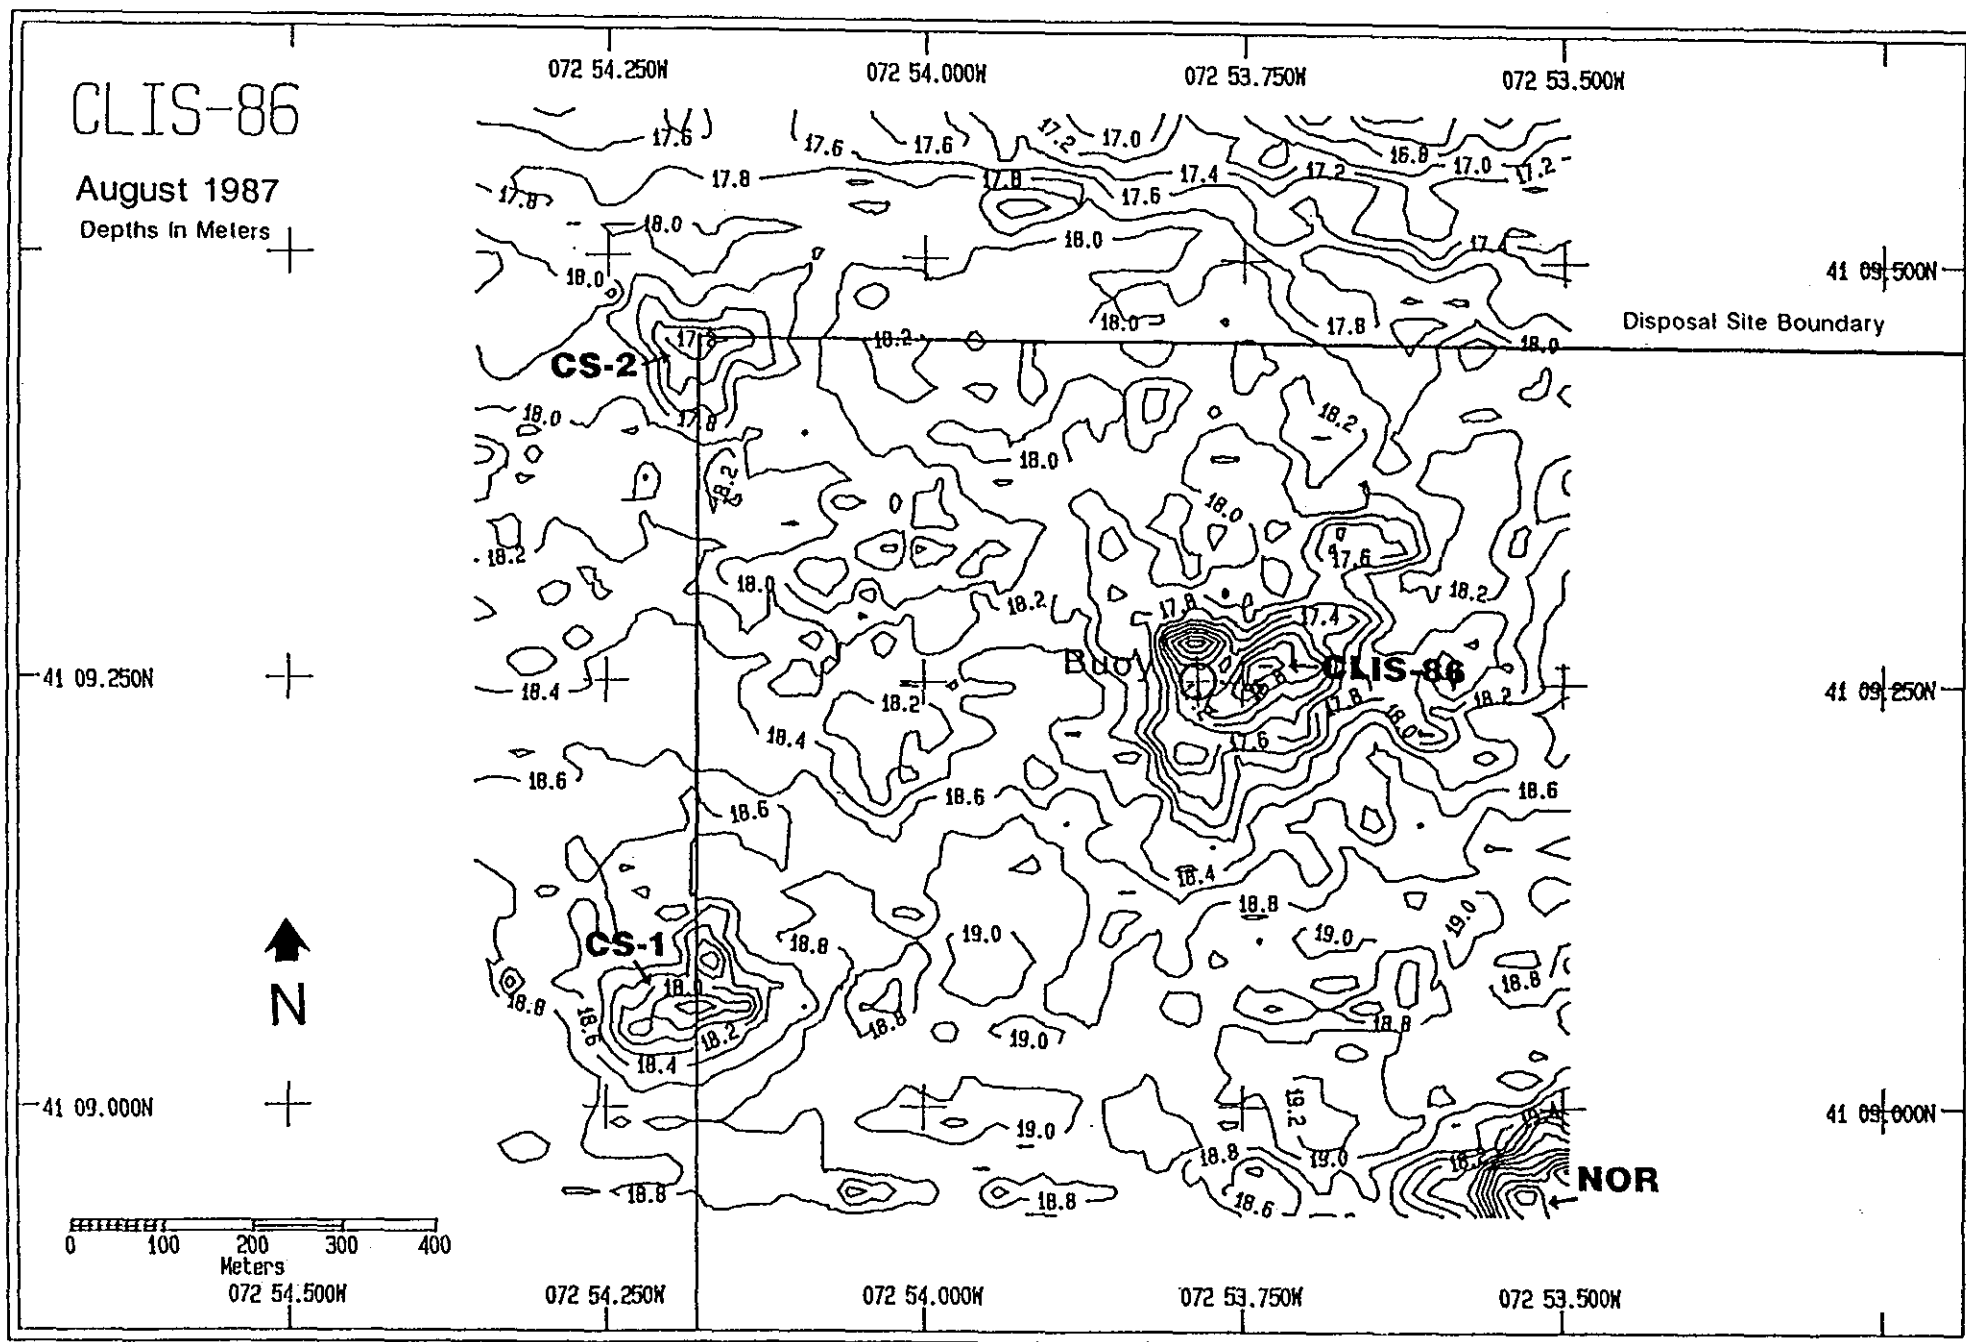 072 54.250W 072 54.000W 072 53.750W 072 53.500W
CLIS-86
August 1987
Depths In Meters
17.6 17.6 17.6 17.2 17.0 16.8 17.0 17.2
17.8 17.8 17.8 17.6 17.4 17.2
18.0 18.0 17.4
18.0 41 09.500N
18.0 17.8 Disposal Site Boundary
18.2 18.0
CS-2
18.0 17.8 18.2
18.0
18.2 18.0
18.2 17.6
18.0 18.2 17.8 18.2
17.4
Buoy CLIS-86
41 09.250N 18.4 18.2 16.8 17.8 18.2 41 09.250N
18.4 17.6 18.0
18.6 18.6 18.6
18.6
18.4
18.8 19.0
CS-1 18.8 19.0 19.0
18.0 18.8
18.8 18.6 18.8 18.8
18.2 19.0
18.4
N
41 09.000N 19.2 19.4 41 09.000N
19.0
18.8 19.0 18.2
NOR
18.8 18.8 18.6
0 100 200 300 400
Meters
072 54.500W 072 54.250W 072 54.000W 072 53.750W 072 53.500W